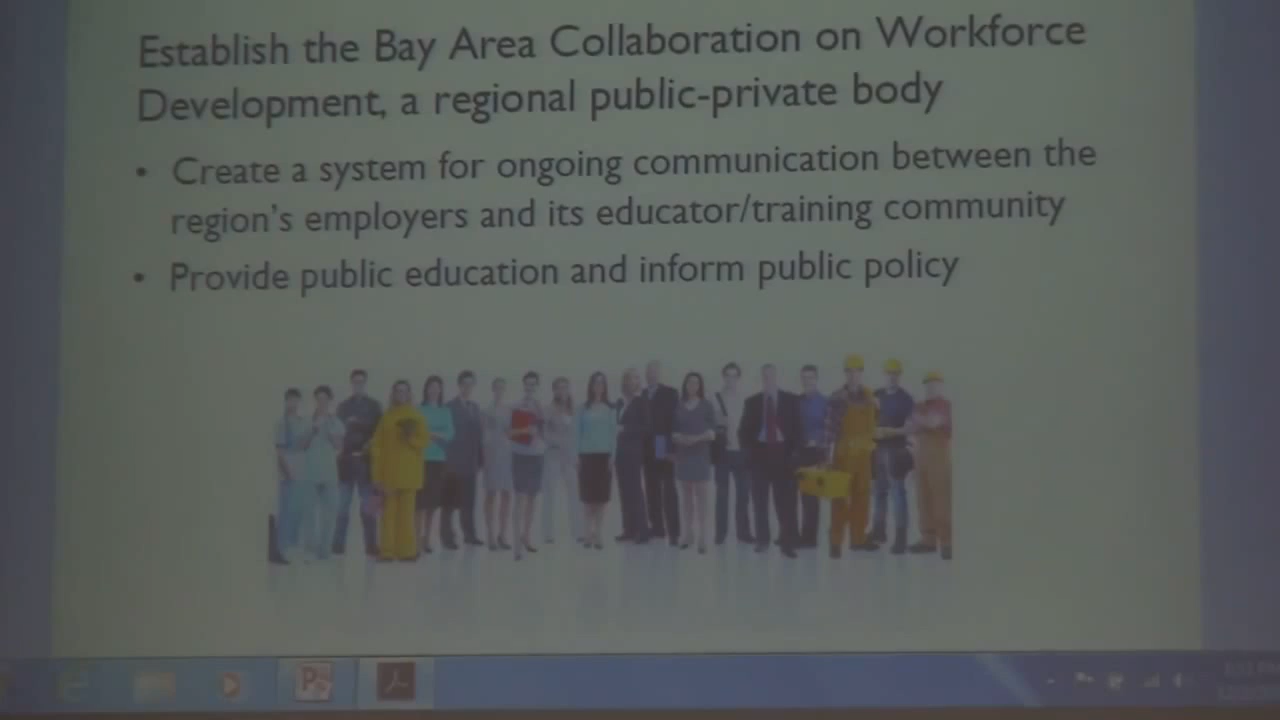 Establish the Bay Area Collaboration on Workforce
Development, a regional public-private body
• Create a system for ongoing communication between the
region's employers and its educator/training community
• Provide public education and inform public policy